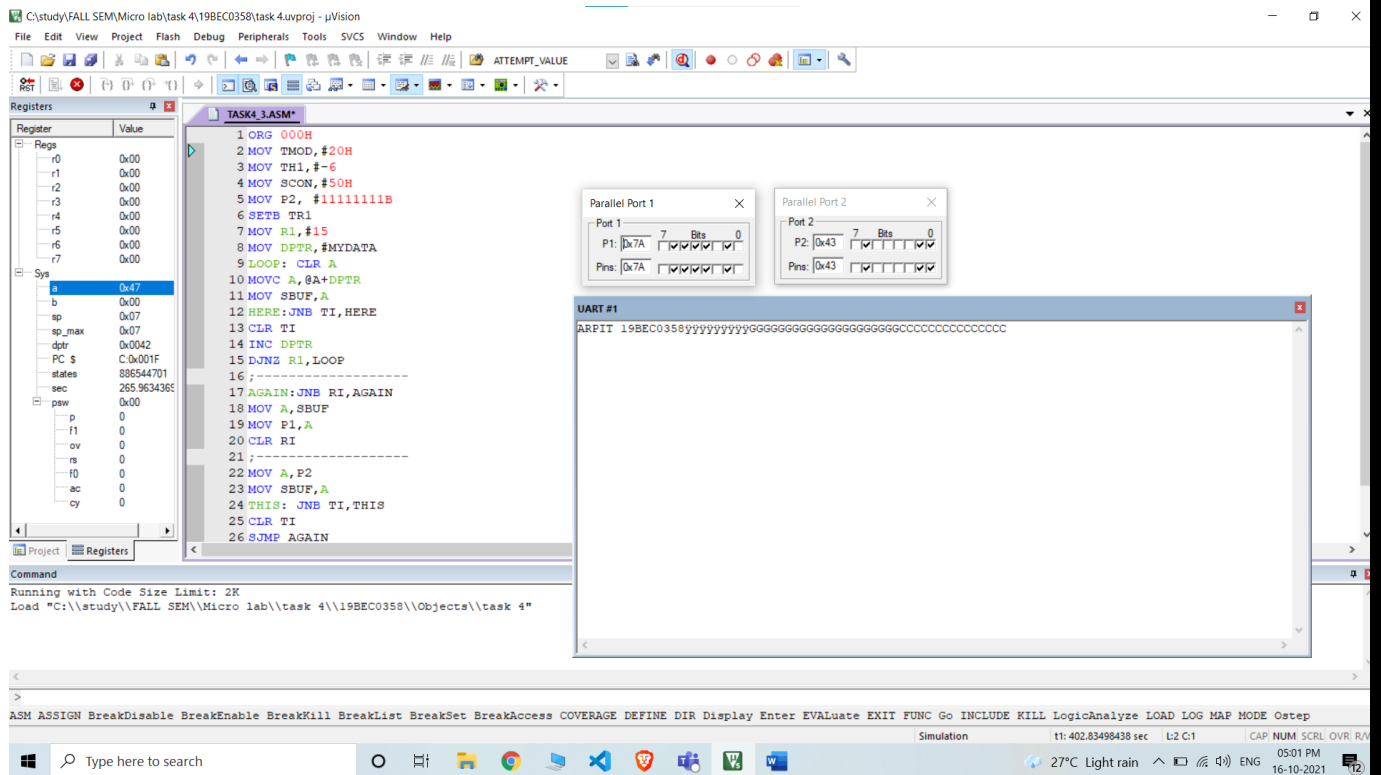 C:\study\FALL SEM\Micro lab\task 4\19BEC0358\task 4.uvproj - µVision
File Edit View Project Flash Debug Peripherals Tools SVCS Window Help
ATTEMPT_VALUE
RST
Registers
Register Value
Regs
r0 0x00
r1 0x00
r2 0x00
r3 0x00
r4 0x00
r5 0x00
r6 0x00
r7 0x00
Sys
a 0x47
b 0x00
sp 0x07
sp_max 0x07
dptr 0x0042
PC $ C:0x001F
states 886544701
sec 265.9634369
psw 0x00
p 0
f1 0
ov 0
rs 0
f0 0
ac 0
cy 0
Project Registers
TASK4_3.ASM*
1 ORG 000H
2 MOV TMOD,#20H
3 MOV TH1,#-6
4 MOV SCON,#50H
5 MOV P2, #11111111B
6 SETB TR1
7 MOV R1,#15
8 MOV DPTR,#MYDATA
9 LOOP: CLR A
10 MOVC A,@A+DPTR
11 MOV SBUF,A
12 HERE:JNB TI,HERE
13 CLR TI
14 INC DPTR
15 DJNZ R1,LOOP
16 ;-------------------
17 AGAIN:JNB RI,AGAIN
18 MOV A,SBUF
19 MOV P1,A
20 CLR RI
21 ;-------------------
22 MOV A,P2
23 MOV SBUF,A
24 THIS: JNB TI,THIS
25 CLR TI
26 SJMP AGAIN
Parallel Port 1
Port 1
7 Bits 0
P1: 0x7A
Pins: 0x7A
Parallel Port 2
Port 2
7 Bits 0
P2: 0x43
Pins: 0x43
UART #1
ARPIT 19BEC0358ÿÿÿÿÿÿÿÿÿGGGGGGGGGGGGGGGGGGGGGCCCCCCCCCCCCCCC
Command
Running with Code Size Limit: 2K
Load "C:\\study\\FALL SEM\\Micro lab\\task 4\\19BEC0358\\Objects\\task 4"
>
ASM ASSIGN BreakDisable BreakEnable BreakKill BreakList BreakSet BreakAccess COVERAGE DEFINE DIR Display Enter EVALuate EXIT FUNC Go INCLUDE KILL LogicAnalyze LOAD LOG MAP MODE Ostep
Simulation t1: 402.83498438 sec L:2 C:1 CAP NUM SCRL OVR R/W
Type here to search
27°C Light rain
ENG
05:01 PM
16-10-2021
12